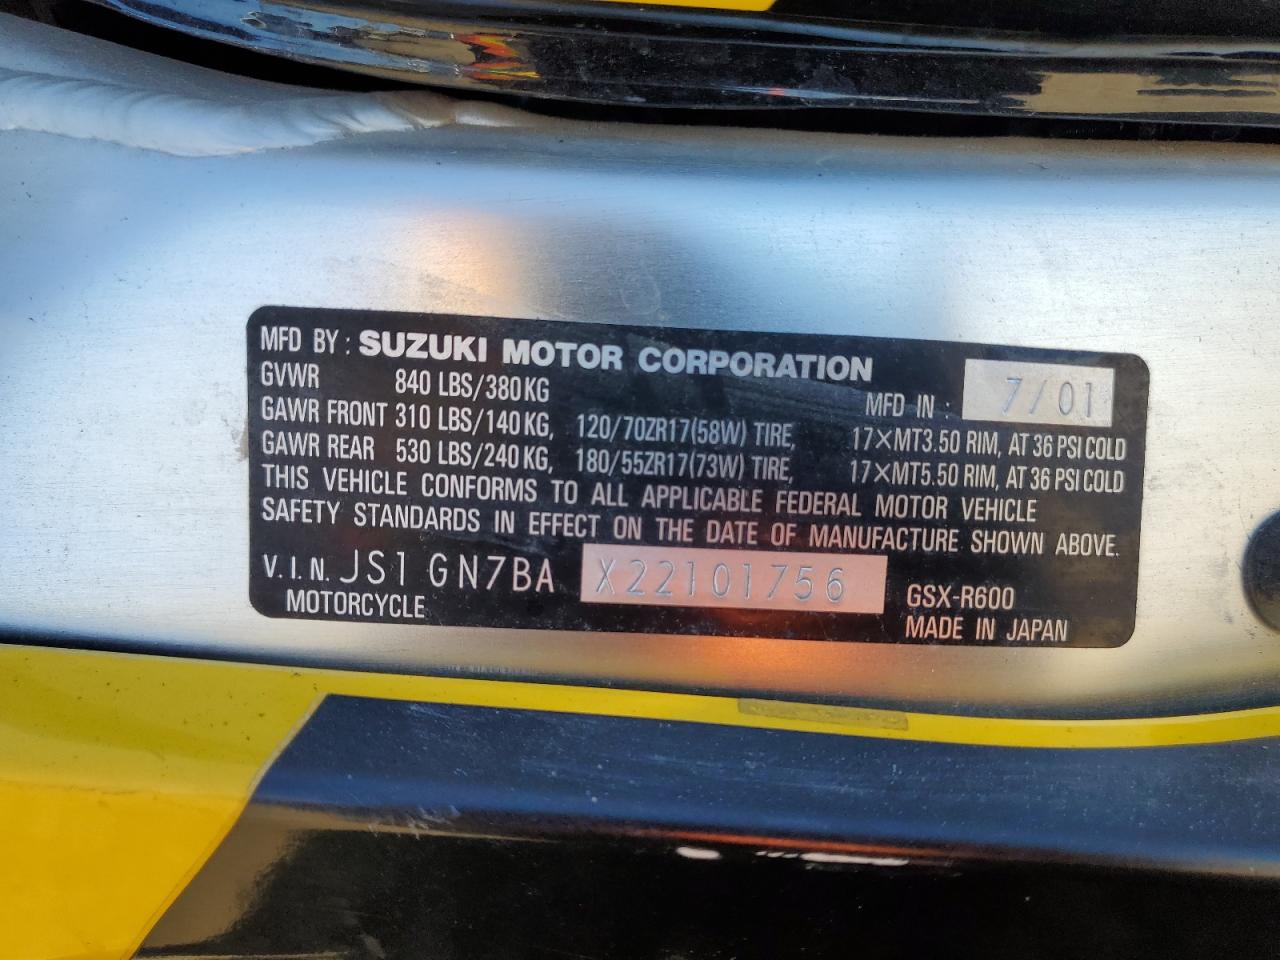 MFD BY : SUZUKI MOTOR CORPORATION
GVWR 840 LBS/380KG MFD IN : 7/01
GAWR FRONT 310 LBS/140KG, 120/70ZR17(58W) TIRE, 17×MT3.50 RIM, AT 36 PSI COLD
GAWR REAR 530 LBS/240KG, 180/55ZR17(73W) TIRE, 17×MT5.50 RIM, AT 36 PSI COLD
THIS VEHICLE CONFORMS TO ALL APPLICABLE FEDERAL MOTOR VEHICLE
SAFETY STANDARDS IN EFFECT ON THE DATE OF MANUFACTURE SHOWN ABOVE.
V.I.N. JS1GN7BA X22101756 GSX-R600
MOTORCYCLE MADE IN JAPAN